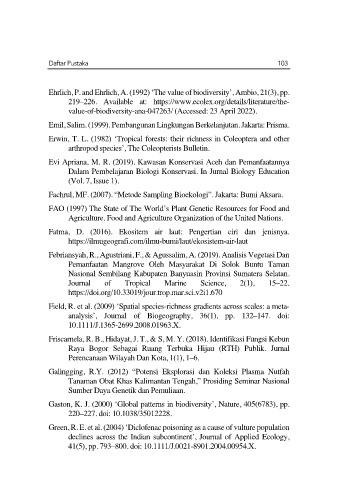 Daftar Pustaka 103
Ehrlich, P. and Ehrlich, A. (1992) ‘The value of biodiversity’, Ambio, 21(3), pp.
219–226. Available at: https://www.ecolex.org/details/literature/the-
value-of-biodiversity-ana-047263/ (Accessed: 23 April 2022).
Emil, Salim. (1999). Pembangunan Lingkungan Berkelanjutan. Jakarta: Prisma.
Erwin, T. L. (1982) ‘Tropical forests: their richness in Coleoptera and other
arthropod species’, The Coleopterists Bulletin.
Evi Apriana, M. R. (2019). Kawasan Konservasi Aceh dan Pemanfaatannya
Dalam Pembelajaran Biologi Konservasi. In Jurnal Biology Education
(Vol. 7, Issue 1).
Fachrul, MF. (2007). “Metode Sampling Bioekologi”. Jakarta: Bumi Aksara.
FAO (1997) The State of The World’s Plant Genetic Resources for Food and
Agriculture. Food and Agriculture Organization of the United Nations.
Fatma, D. (2016). Ekositem air laut: Pengertian ciri dan jenisnya.
https://ilmugeografi.com/ilmu-bumi/laut/ekosistem-air-laut
Febriansyah, R., Agustriani, F., & Agussalim, A. (2019). Analisis Vegetasi Dan
Pemanfaatan Mangrove Oleh Masyarakat Di Solok Buntu Taman
Nasional Sembilang Kabupaten Banyuasin Provinsi Sumatera Selatan.
Journal of Tropical Marine Science, 2(1), 15–22.
https://doi.org/10.33019/jour.trop.mar.sci.v2i1.670
Field, R. et al. (2009) ‘Spatial species-richness gradients across scales: a meta-
analysis’, Journal of Biogeography, 36(1), pp. 132–147. doi:
10.1111/J.1365-2699.2008.01963.X.
Friscamela, R. B., Hidayat, J. T., & S, M. Y. (2018). Identifikasi Fungsi Kebun
Raya Bogor Sebagai Ruang Terbuka Hijau (RTH) Publik. Jurnal
Perencanaan Wilayah Dan Kota, 1(1), 1–6.
Galingging, R.Y. (2012) “Potensi Eksplorasi dan Koleksi Plasma Nutfah
Tanaman Obat Khas Kalimantan Tengah,” Prosiding Seminar Nasional
Sumber Daya Genetik dan Pemuliaan.
Gaston, K. J. (2000) ‘Global patterns in biodiversity’, Nature, 405(6783), pp.
220–227. doi: 10.1038/35012228.
Green, R. E. et al. (2004) ‘Diclofenac poisoning as a cause of vulture population
declines across the Indian subcontinent’, Journal of Applied Ecology,
41(5), pp. 793–800. doi: 10.1111/J.0021-8901.2004.00954.X.